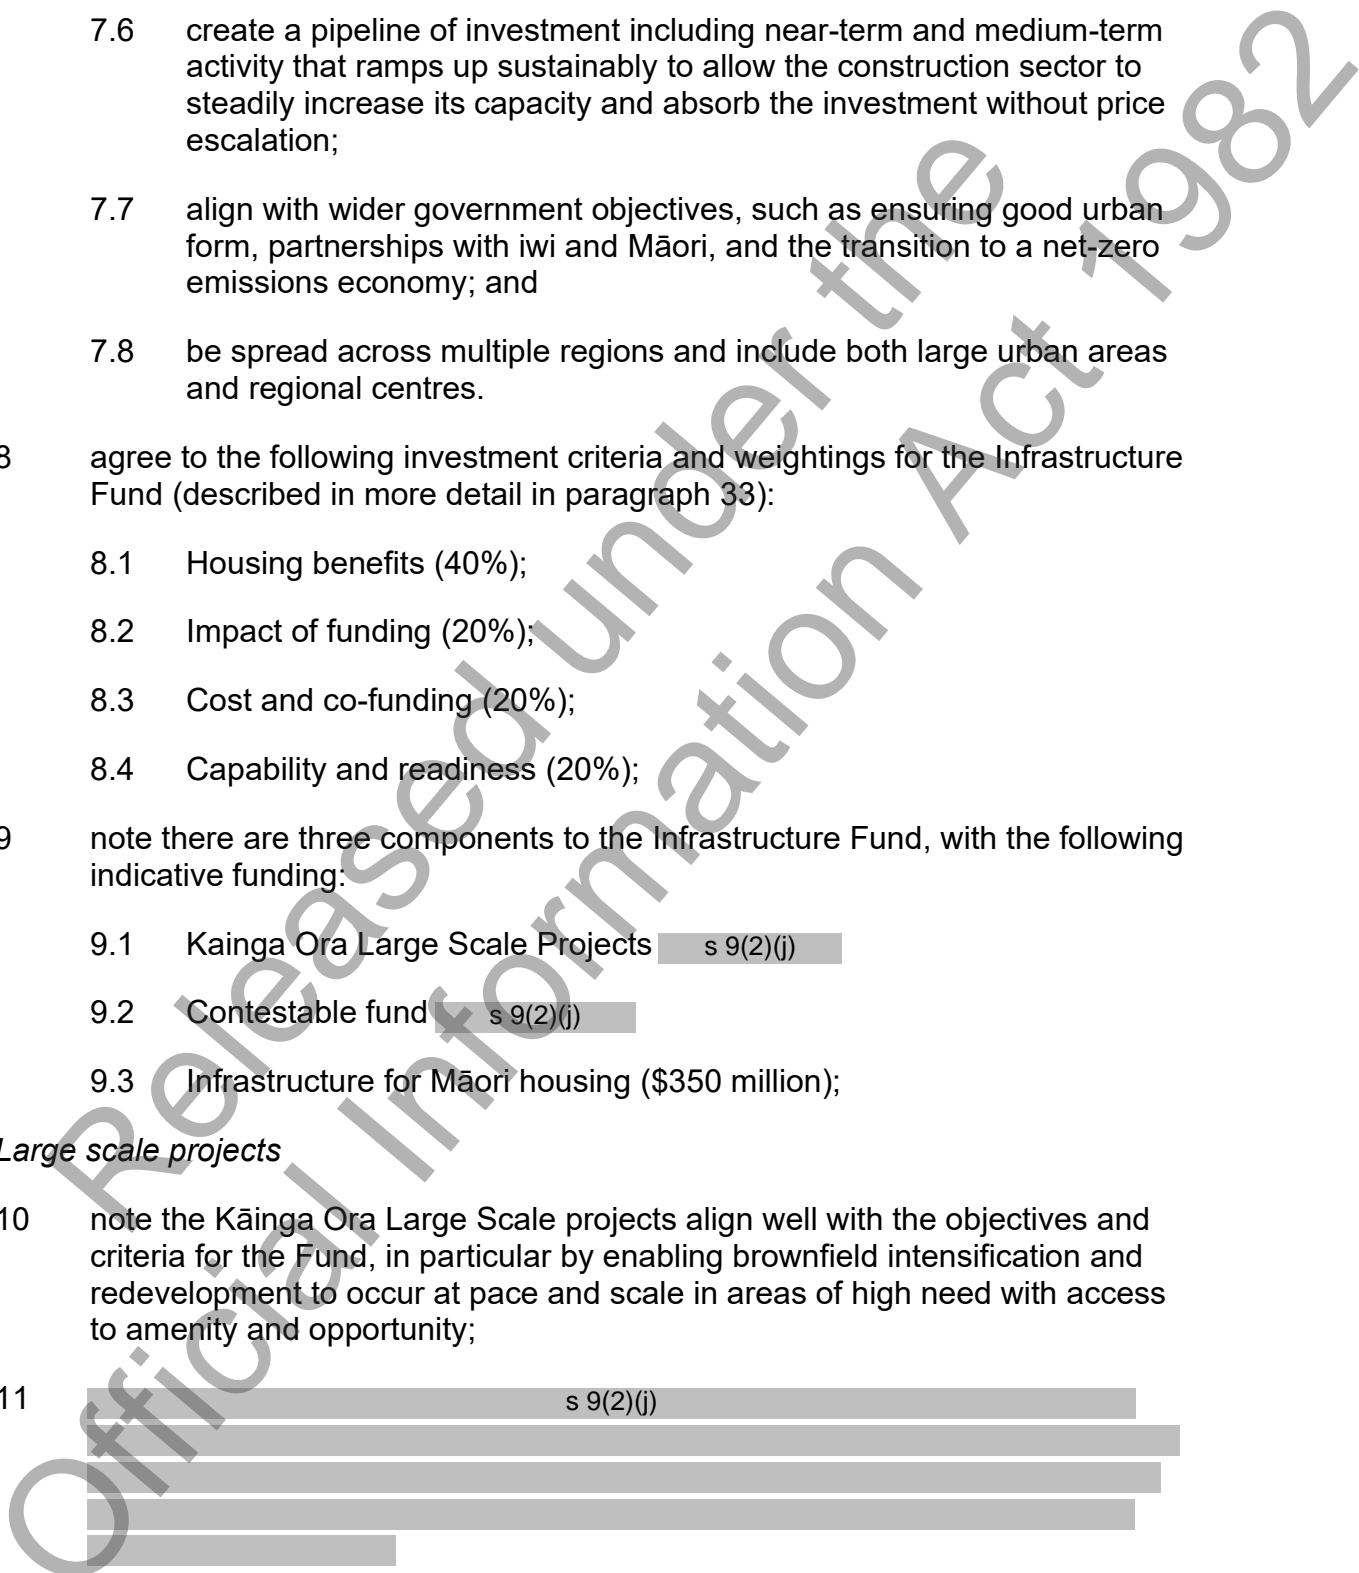 7.6 create a pipeline of investment including near-term and medium-term
activity that ramps up sustainably to allow the construction sector to
steadily increase its capacity and absorb the investment without price
escalation;
7.7 align with wider government objectives, such as ensuring good urban
form, partnerships with iwi and Māori, and the transition to a net-zero
emissions economy; and
7.8 be spread across multiple regions and include both large urban areas
and regional centres.
8 agree to the following investment criteria and weightings for the Infrastructure
Fund (described in more detail in paragraph 33):
8.1 Housing benefits (40%);
8.2 Impact of funding (20%);
8.3 Cost and co-funding (20%);
8.4 Capability and readiness (20%);
9 note there are three components to the Infrastructure Fund, with the following
indicative funding:
9.1 Kainga Ora Large Scale Projects s 9(2)(j)
9.2 Contestable fund s 9(2)(j)
9.3 Infrastructure for Māori housing ($350 million);
Large scale projects
10 note the Kāinga Ora Large Scale projects align well with the objectives and
criteria for the Fund, in particular by enabling brownfield intensification and
redevelopment to occur at pace and scale in areas of high need with access
to amenity and opportunity;
11 s 9(2)(j)
Released under the
Official Information Act 1982